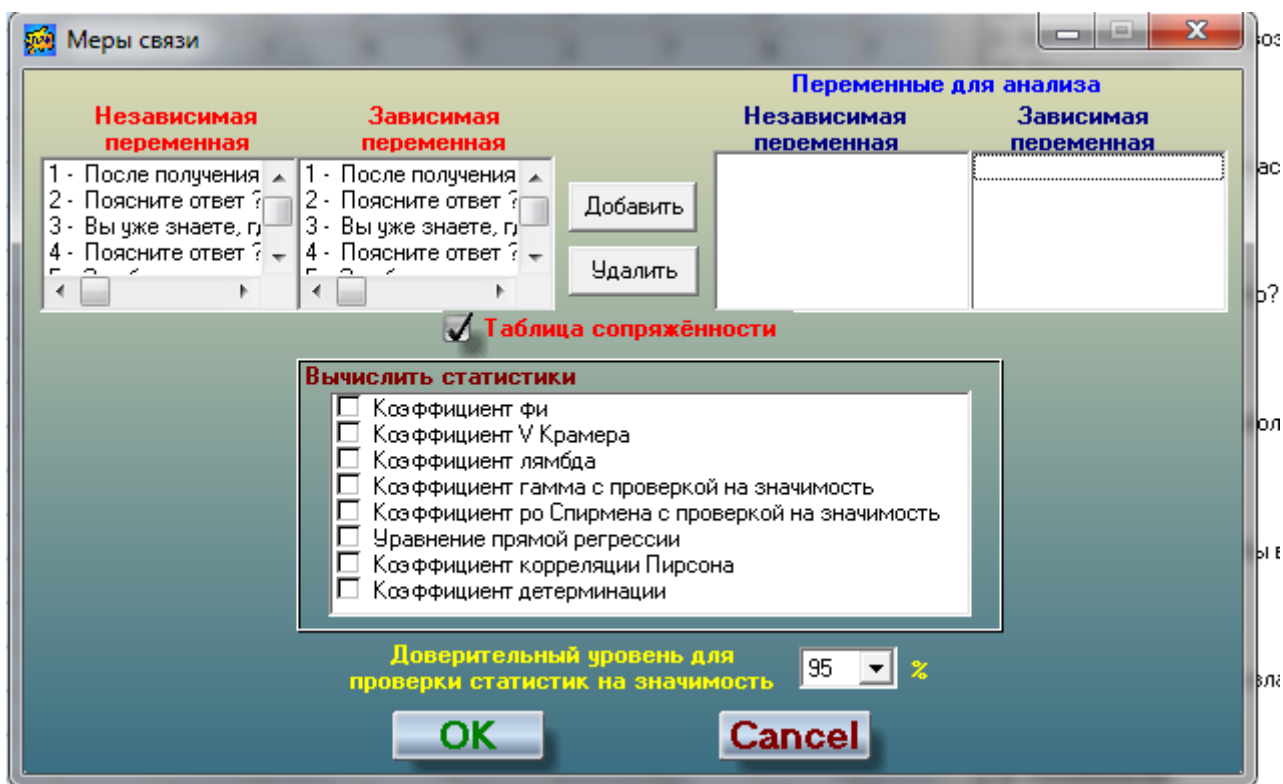 Меры связи
Переменные для анализа
Независимая переменная
Зависимая переменная
Независимая переменная
Зависимая переменная
1 - После получения
2 - Поясните ответ ?
3 - Вы уже знаете, г
4 - Поясните ответ ?
1 - После получения
2 - Поясните ответ ?
3 - Вы уже знаете, г
4 - Поясните ответ ?
Добавить
Удалить
Таблица сопряжённости
Вычислить статистики
Коэффициент фи
Коэффициент V Крамера
Коэффициент лямбда
Коэффициент гамма с проверкой на значимость
Коэффициент ро Спирмена с проверкой на значимость
Уравнение прямой регрессии
Коэффициент корреляции Пирсона
Коэффициент детерминации
Доверительный уровень для
проверки статистик на значимость
95 %
OK
Cancel